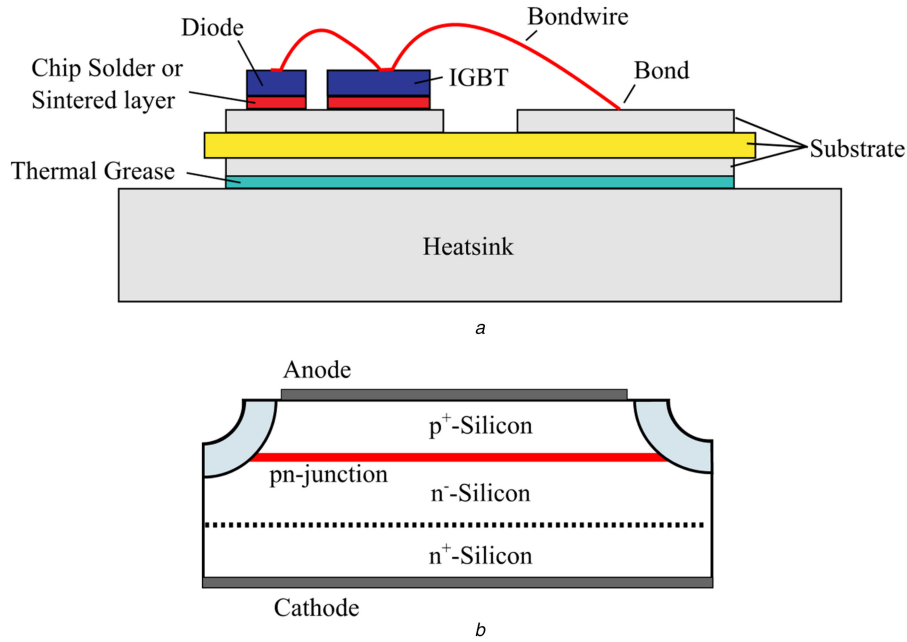 Diode
Bondwire
Chip Solder or
Sintered layer
IGBT
Bond
Substrate
Thermal Grease
Heatsink
a
Anode
p⁺-Silicon
pn-junction
n⁻-Silicon
n⁺-Silicon
Cathode
b